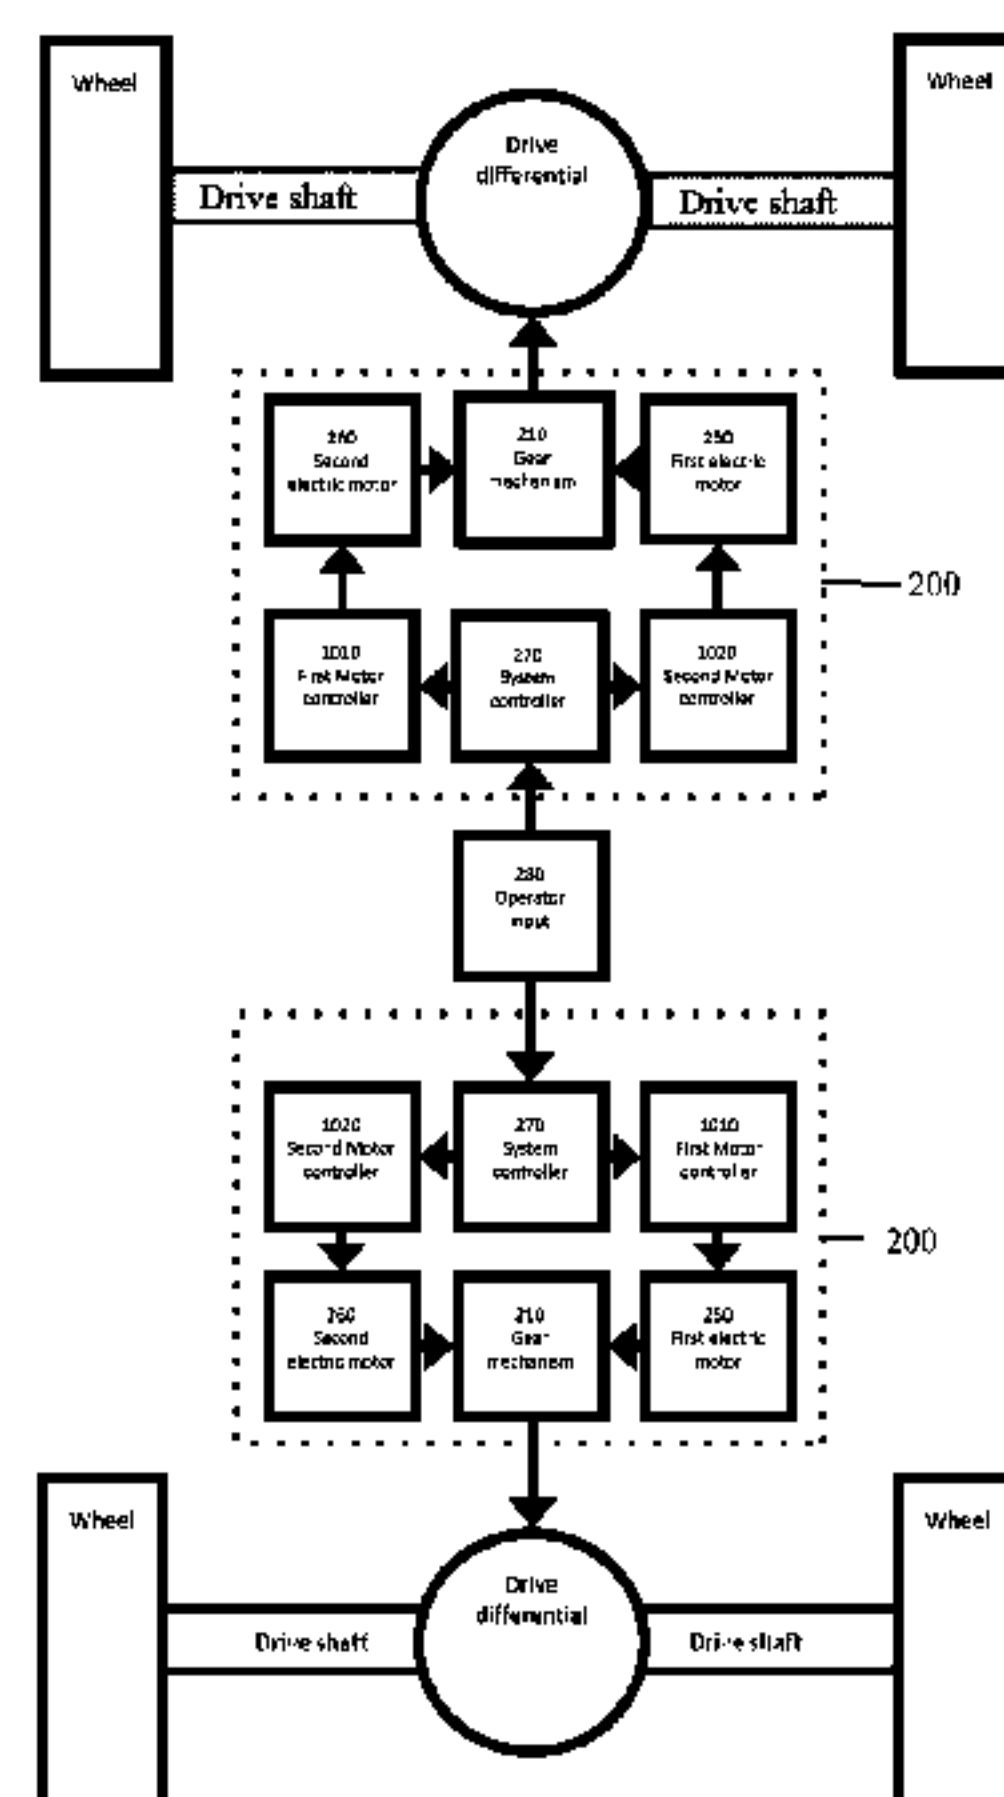 Wheel
Wheel
Drive
differential
Drive shaft
Drive shaft
260
Second
electric motor
210
Gear
mechanism
250
First electric
motor
200
1010
First Motor
controller
270
System
controller
1020
Second Motor
controller
280
Operator
input
1020
Second Motor
controller
270
System
controller
1010
First Motor
controller
200
260
Second
electric motor
210
Gear
mechanism
250
First electric
motor
Wheel
Wheel
Drive
differential
Drive shaft
Drive shaft